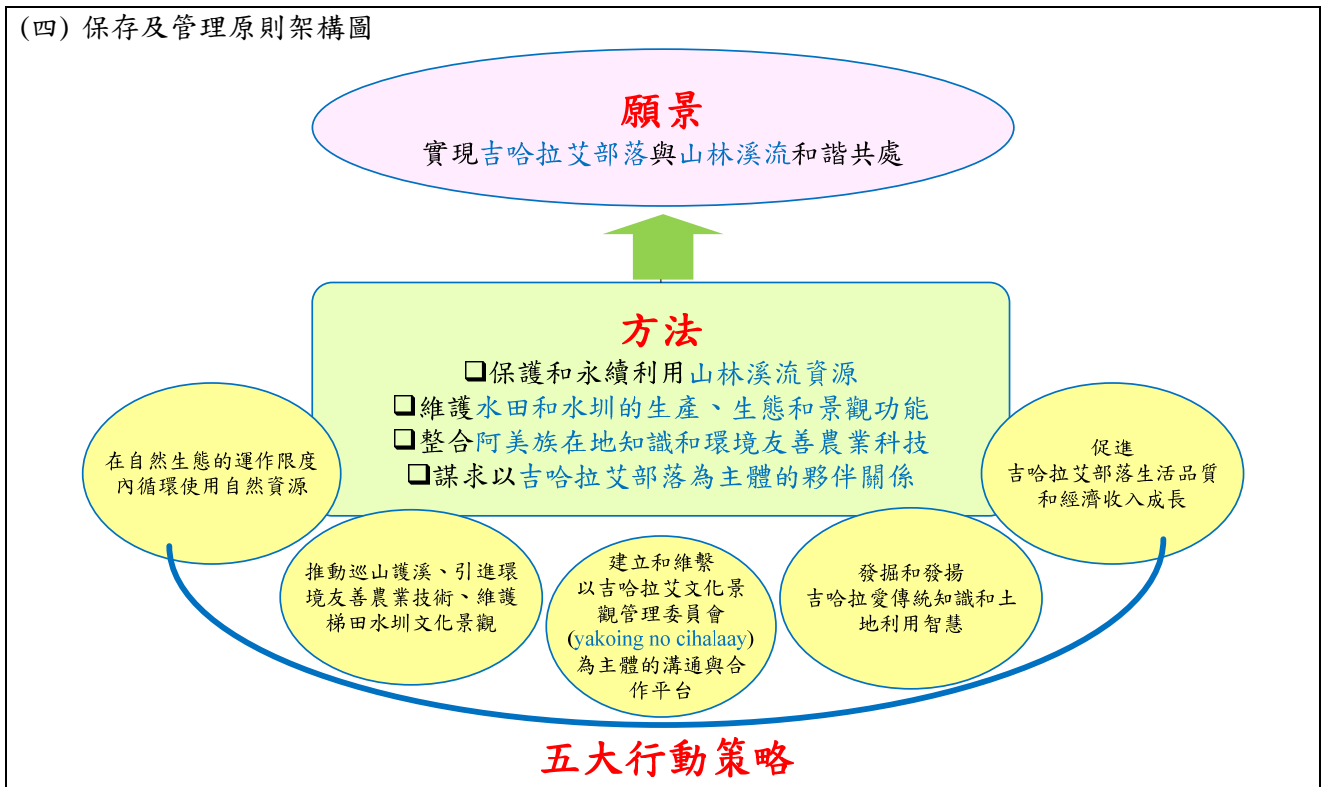 (四) 保存及管理原則架構圖
願景
實現吉哈拉艾部落與山林溪流和諧共處
方法
❑保護和永續利用山林溪流資源
❑維護水田和水圳的生產、生態和景觀功能
❑整合阿美族在地知識和環境友善農業科技
❑謀求以吉哈拉艾部落為主體的夥伴關係
在自然生態的運作限度
內循環使用自然資源
推動巡山護溪、引進環
境友善農業技術、維護
梯田水圳文化景觀
建立和維繫
以吉哈拉艾文化景
觀管理委員會
(yakoing no cihalaay)
為主體的溝通與合
作平台
發掘和發揚
吉哈拉愛傳統知識和土
地利用智慧
促進
吉哈拉艾部落生活品質
和經濟收入成長
五大行動策略